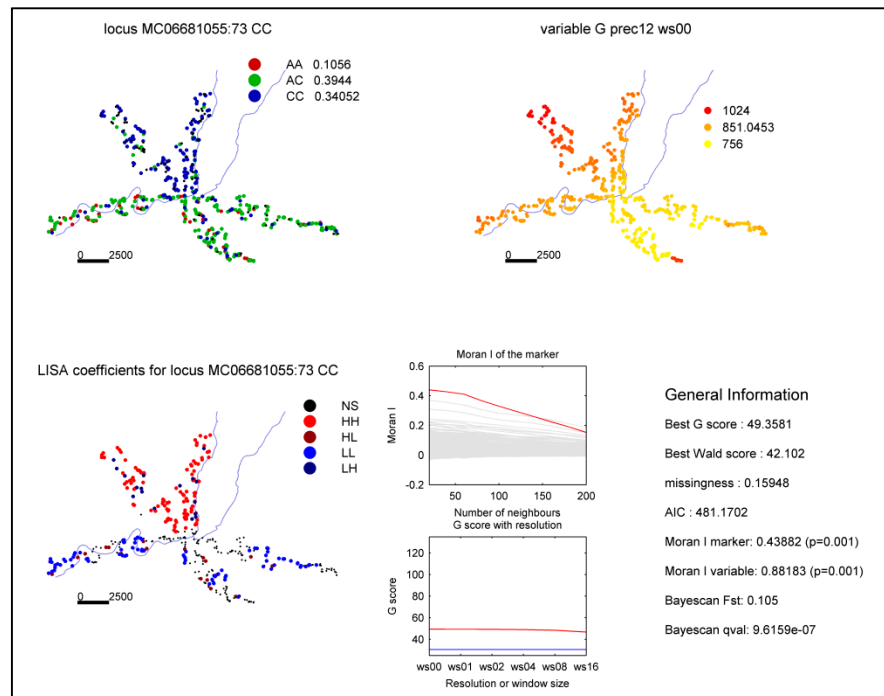 locus MC06681055:73 CC
AA 0.1056
AC 0.3944
CC 0.34052
0 2500
variable G prec12 ws00
1024
851.0453
756
0 2500
LISA coefficients for locus MC06681055:73 CC
NS
HH
HL
LL
LH
0 2500
Moran I of the marker
0.6
0.4
0.2
0
-0.2
Moran I
50 100 150 200
Number of neighbours
G score with resolution
120
100
80
60
40
G score
ws00 ws01 ws02 ws04 ws08 ws16
Resolution or window size
General Information
Best G score : 49.3581
Best Wald score : 42.102
missingness : 0.15948
AIC : 481.1702
Moran I marker: 0.43882 (p=0.001)
Moran I variable: 0.88183 (p=0.001)
Bayescan Fst: 0.105
Bayescan qval: 9.6159e-07